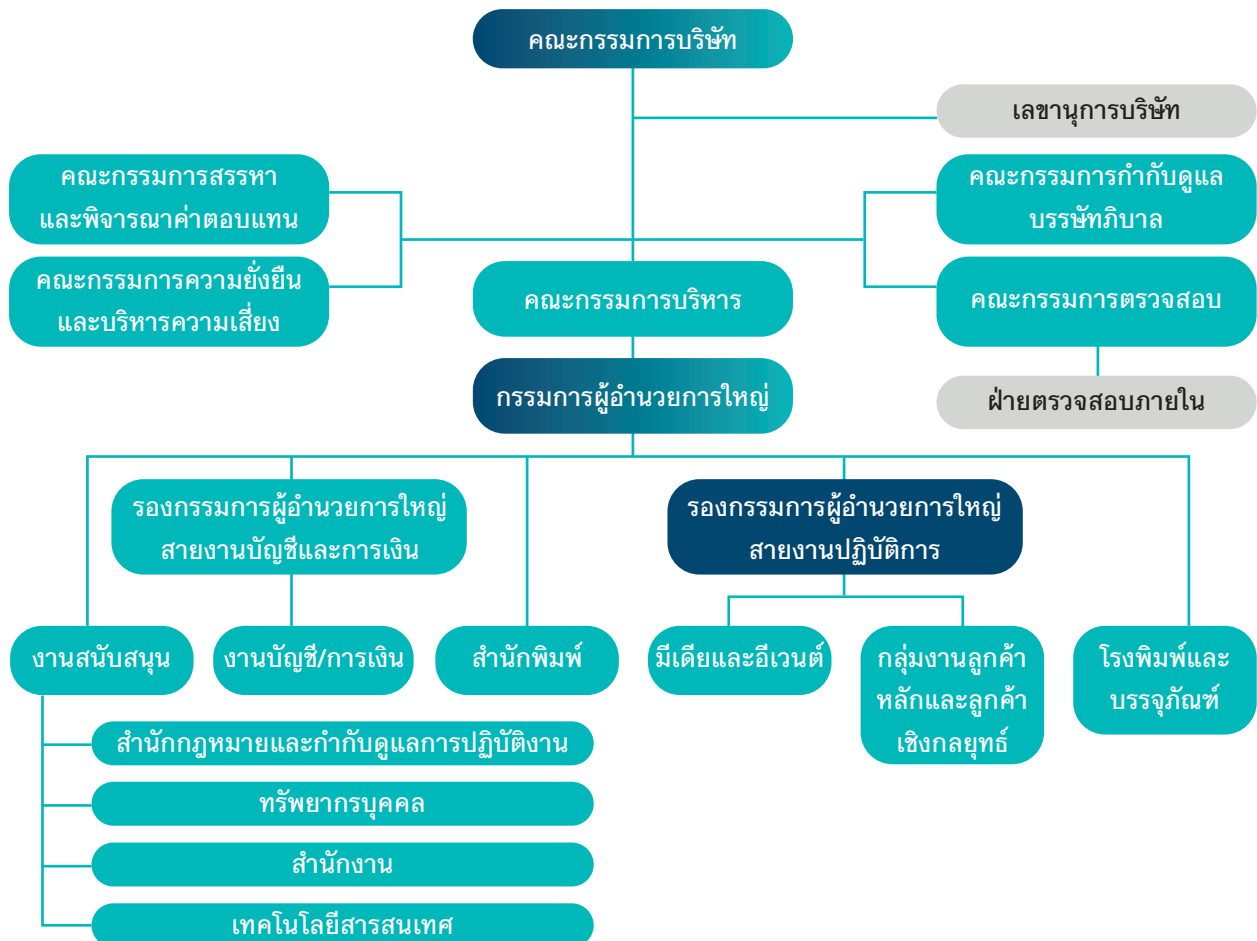 คณะกรรมการบริษัท
เลขานุการบริษัท
คณะกรรมการสรรหา
และพิจารณาค่าตอบแทน
คณะกรรมการกำกับดูแล
บรรษัทภิบาล
คณะกรรมการความยั่งยืน
และบริหารความเสี่ยง
คณะกรรมการบริหาร
คณะกรรมการตรวจสอบ
กรรมการผู้อำนวยการใหญ่
ฝ่ายตรวจสอบภายใน
รองกรรมการผู้อำนวยการใหญ่
สายงานบัญชีและการเงิน
รองกรรมการผู้อำนวยการใหญ่
สายงานปฏิบัติการ
งานสนับสนุน
งานบัญชี/การเงิน
สำนักพิมพ์
มีเดียและอีเวนต์
กลุ่มงานลูกค้า
หลักและลูกค้า
เชิงกลยุทธ์
โรงพิมพ์และ
บรรจุภัณฑ์
สำนักกฎหมายและกำกับดูแลการปฏิบัติงาน
ทรัพยากรบุคคล
สำนักงาน
เทคโนโลยีสารสนเทศ